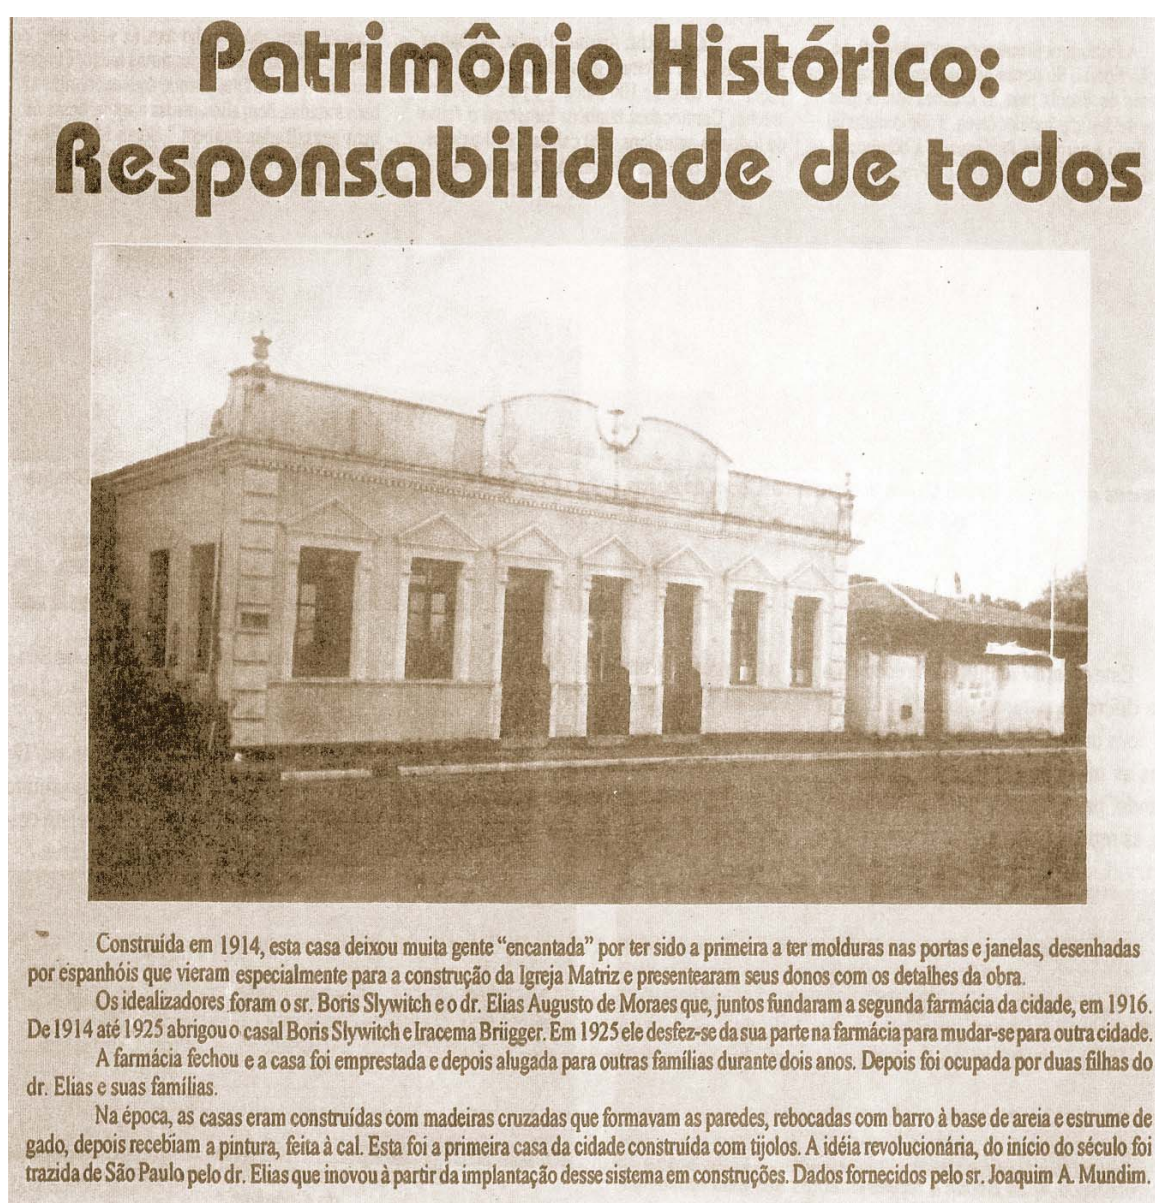 Patrimônio Histórico:
Responsabilidade de todos
Construída em 1914, esta casa deixou muita gente “encantada” por ter sido a primeira a ter molduras nas portas e janelas, desenhadas
por espanhóis que vieram especialmente para a construção da Igreja Matriz e presentearam seus donos com os detalhes da obra.
Os idealizadores foram o sr. Boris Slywitch e o dr. Elias Augusto de Moraes que, juntos fundaram a segunda farmácia da cidade, em 1916.
De 1914 até 1925 abrigou o casal Boris Slywitch e Iracema Briigger. Em 1925 ele desfez-se da sua parte na farmácia para mudar-se para outra cidade.
A farmácia fechou e a casa foi emprestada e depois alugada para outras famílias durante dois anos. Depois foi ocupada por duas filhas do
dr. Elias e suas famílias.
Na época, as casas eram construídas com madeiras cruzadas que formavam as paredes, rebocadas com barro à base de areia e estrume de
gado, depois recebiam a pintura, feita à cal. Esta foi a primeira casa da cidade construída com tijolos. A idéia revolucionária, do início do século foi
trazida de São Paulo pelo dr. Elias que inovou à partir da implantação desse sistema em construções. Dados fornecidos pelo sr. Joaquim A. Mundim.